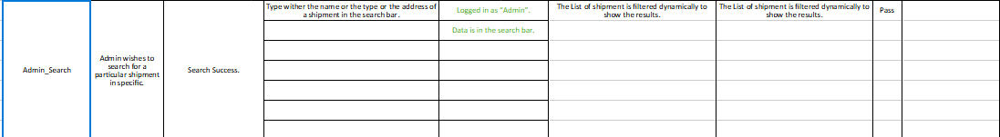 Type wither the name or the type or the address of
a shipment in the search bar.
Logged in as "Admin".
The List of shipment is filtered dynamically to
show the results.
The List of shipment is filtered dynamically to
show the results.
Pass
Data is in the search bar.
Admin_Search
Admin wishes to
search for a
particular shipment
in specific.
Search Success.